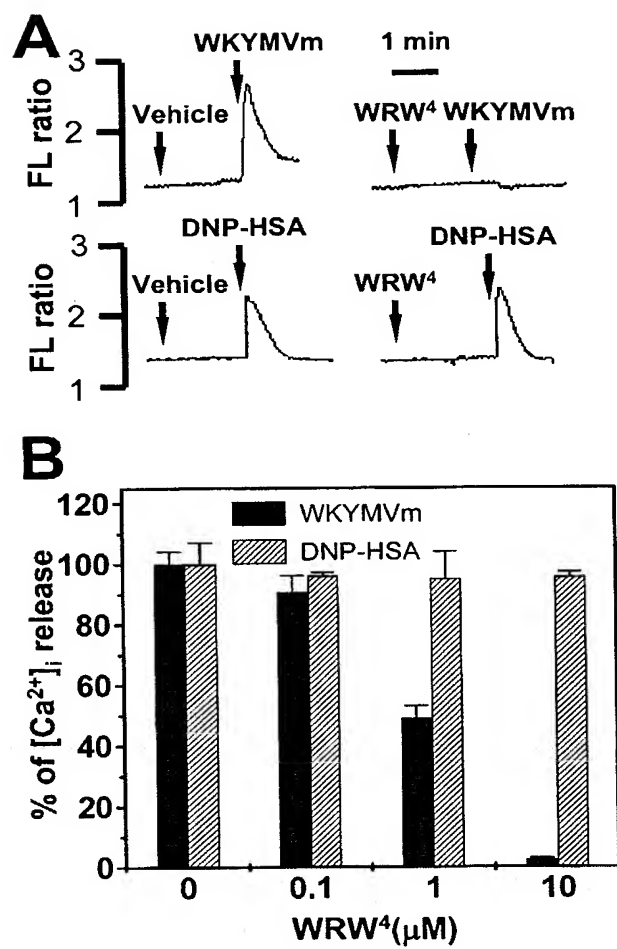 A
WKYMVm
1 min
3
FL ratio
2
1
Vehicle
WRW⁴ WKYMVm
DNP-HSA
DNP-HSA
3
FL ratio
2
1
Vehicle
WRW⁴
B
% of [Ca²⁺]ᵢ release
120
100
80
60
40
20
0
WKYMVm
DNP-HSA
0
0.1
1
10
WRW⁴(μM)